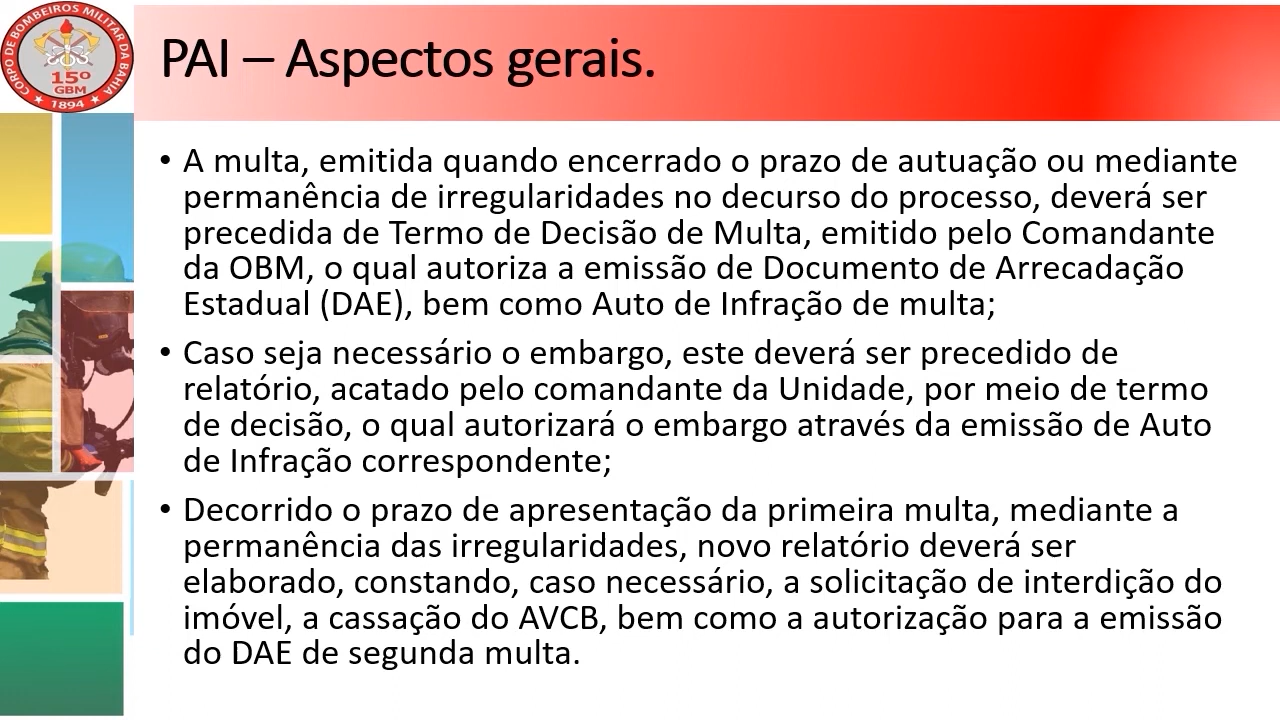 CORPO DE BOMBEIROS MILITAR DA BAHIA
15º
GBM
1894
PAI – Aspectos gerais.
• A multa, emitida quando encerrado o prazo de autuação ou mediante
permanência de irregularidades no decurso do processo, deverá ser
precedida de Termo de Decisão de Multa, emitido pelo Comandante
da OBM, o qual autoriza a emissão de Documento de Arrecadação
Estadual (DAE), bem como Auto de Infração de multa;
• Caso seja necessário o embargo, este deverá ser precedido de
relatório, acatado pelo comandante da Unidade, por meio de termo
de decisão, o qual autorizará o embargo através da emissão de Auto
de Infração correspondente;
• Decorrido o prazo de apresentação da primeira multa, mediante a
permanência das irregularidades, novo relatório deverá ser
elaborado, constando, caso necessário, a solicitação de interdição do
imóvel, a cassação do AVCB, bem como a autorização para a emissão
do DAE de segunda multa.